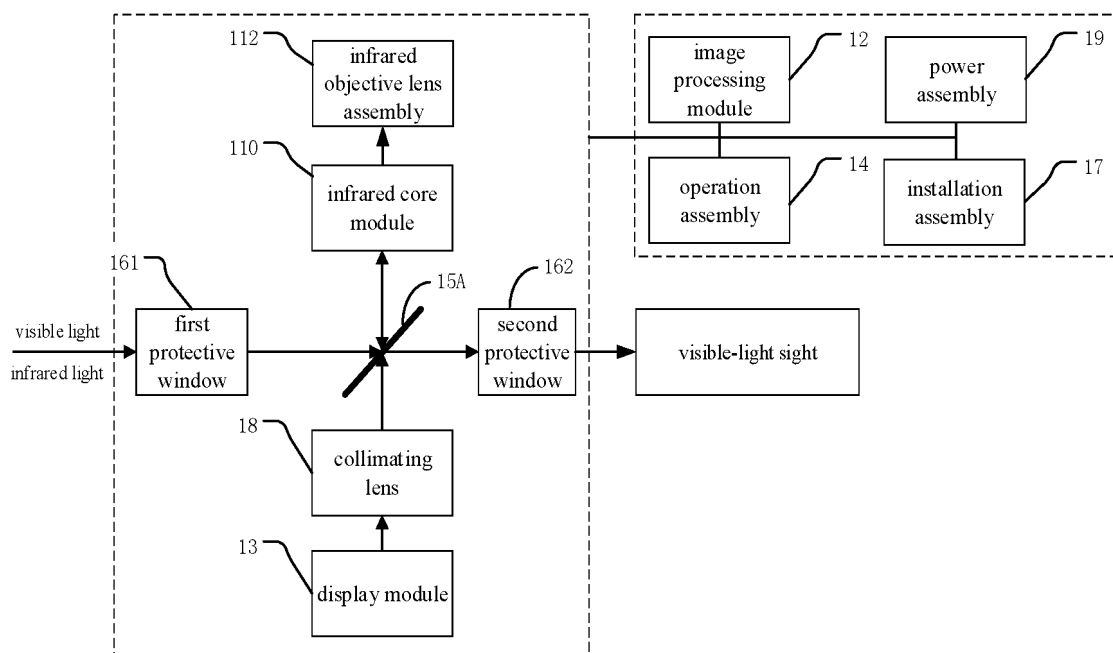 112
infrared
objective lens
assembly
110
infrared core
module
161
first
protective
window
visible light
infrared light
15A
162
second
protective
window
visible-light sight
18
collimating
lens
13
display module
12
image
processing
module
19
power
assembly
14
operation
assembly
17
installation
assembly